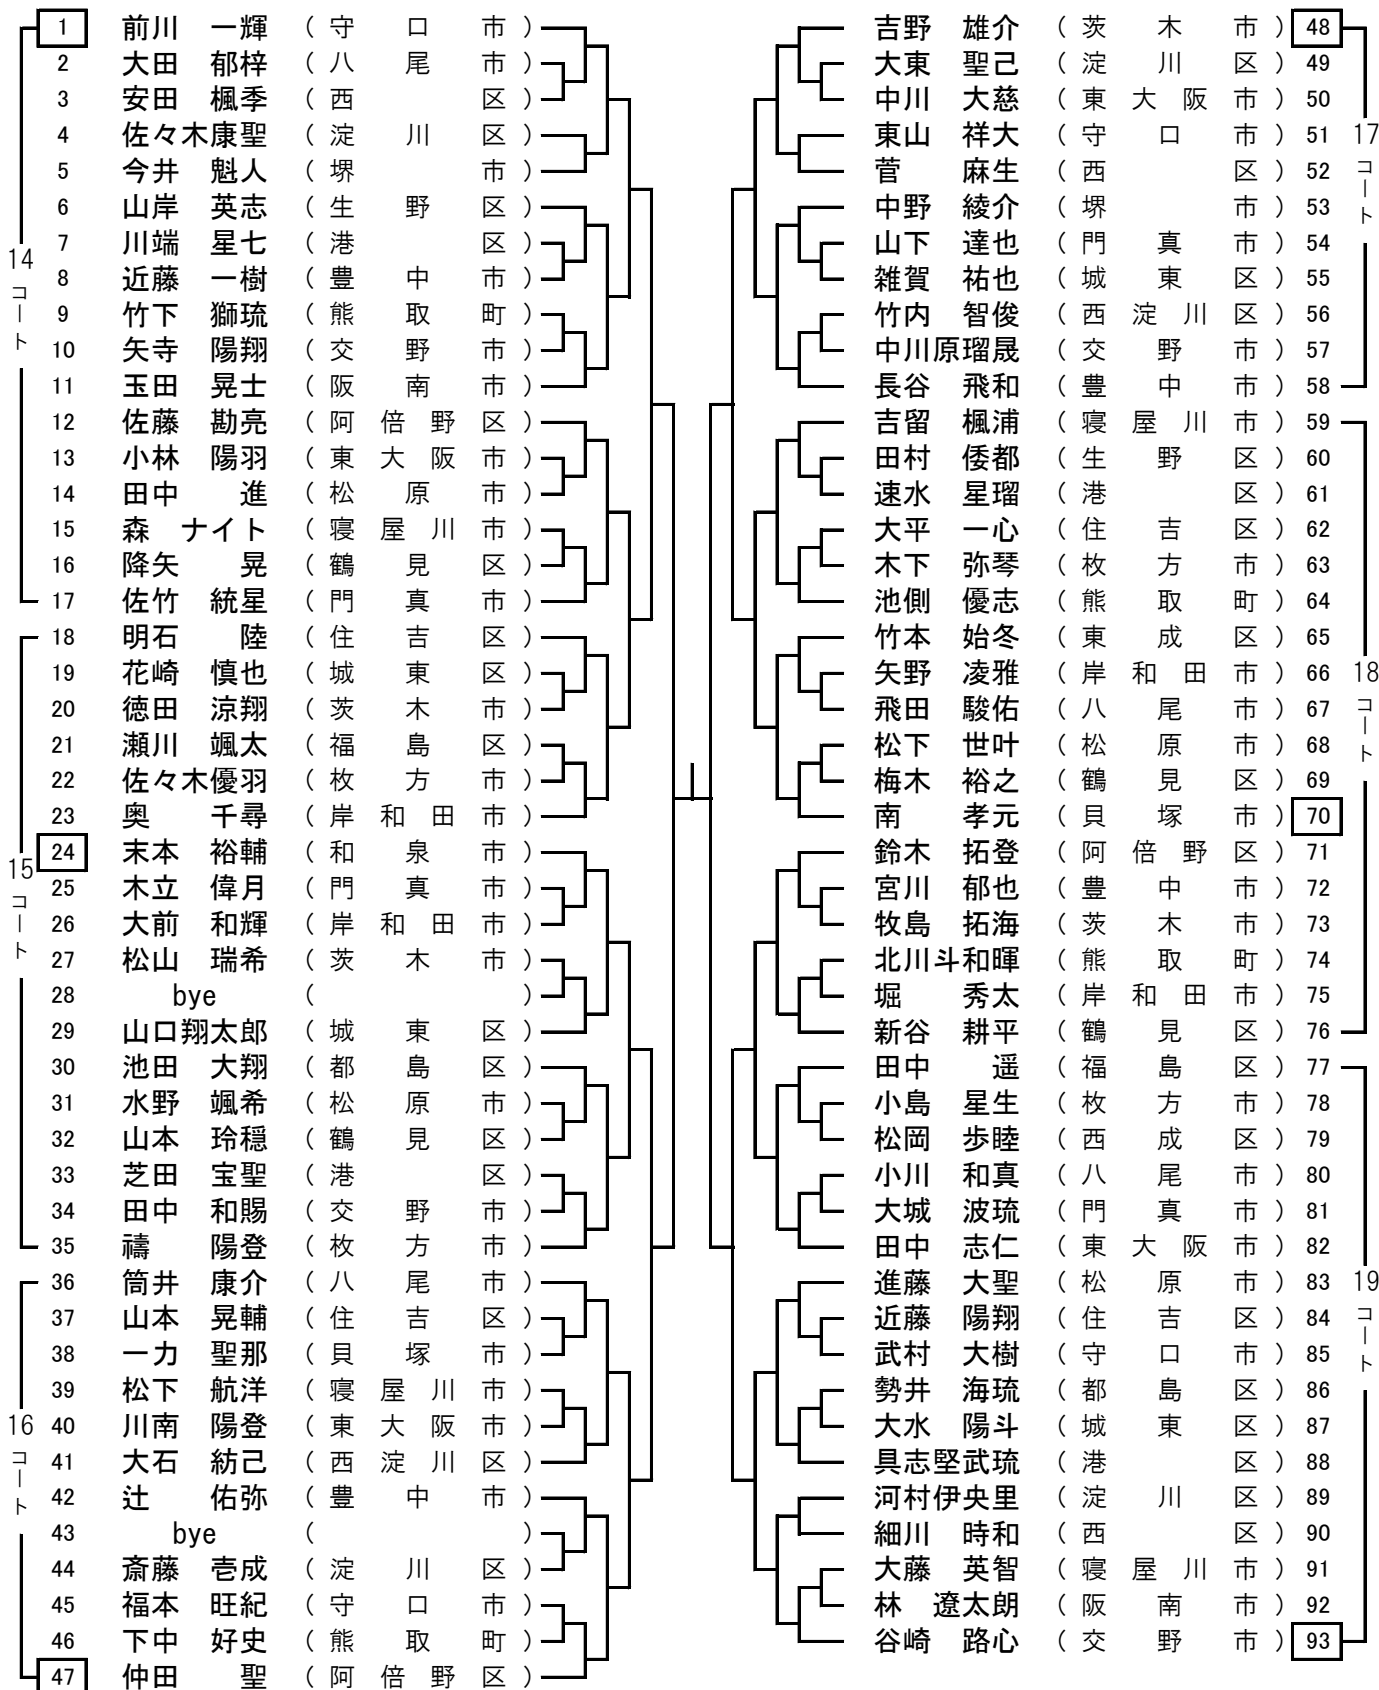 1 前川 一輝 (守口市)
2 大田 郁梓 (八尾市)
3 安田 楓季 (西区)
4 佐々木康聖 (淀川区)
5 今井 魁人 (堺市)
6 山岸 英志 (生野区)
7 川端 星七 (港区)
8 近藤 一樹 (豊中市)
9 竹下 獅琉 (熊取町)
10 矢寺 陽翔 (交野市)
11 玉田 晃士 (阪南市)
12 佐藤 勘亮 (阿倍野区)
13 小林 陽羽 (東大阪市)
14 田中 進 (松原市)
15 森 ナイト (寝屋川市)
16 降矢 晃 (鶴見区)
17 佐竹 統星 (門真市)
14コート
18 明石 陸 (住吉区)
19 花崎 慎也 (城東区)
20 徳田 涼翔 (茨木市)
21 瀬川 颯太 (福島区)
22 佐々木優羽 (枚方市)
23 奥 千尋 (岸和田市)
24 末本 裕輔 (和泉市)
25 木立 偉月 (門真市)
26 大前 和輝 (岸和田市)
27 松山 瑞希 (茨木市)
28 bye ( )
29 山口翔太郎 (城東区)
30 池田 大翔 (都島区)
31 水野 颯希 (松原市)
32 山本 玲穏 (鶴見区)
33 芝田 宝聖 (港区)
34 田中 和賜 (交野市)
35 禱 陽登 (枚方市)
15コート
36 筒井 康介 (八尾市)
37 山本 晃輔 (住吉区)
38 一力 聖那 (貝塚市)
39 松下 航洋 (寝屋川市)
40 川南 陽登 (東大阪市)
41 大石 紡己 (西淀川区)
42 辻 佑弥 (豊中市)
43 bye ( )
44 斎藤 壱成 (淀川区)
45 福本 旺紀 (守口市)
46 下中 好史 (熊取町)
47 仲田 聖 (阿倍野区)
16コート
吉野 雄介 (茨木市) 48
大東 聖己 (淀川区) 49
中川 大慈 (東大阪市) 50
東山 祥大 (守口市) 51
菅 麻生 (西区) 52
中野 綾介 (堺市) 53
山下 達也 (門真市) 54
雑賀 祐也 (城東区) 55
竹内 智俊 (西淀川区) 56
中川原瑠晟 (交野市) 57
長谷 飛和 (豊中市) 58
17コート
吉留 楓浦 (寝屋川市) 59
田村 倭都 (生野区) 60
速水 星瑠 (港区) 61
大平 一心 (住吉区) 62
木下 弥琴 (枚方市) 63
池側 優志 (熊取町) 64
竹本 始冬 (東成区) 65
矢野 凌雅 (岸和田市) 66
飛田 駿佑 (八尾市) 67
松下 世叶 (松原市) 68
梅木 裕之 (鶴見区) 69
南 孝元 (貝塚市) 70
鈴木 拓登 (阿倍野区) 71
宮川 郁也 (豊中市) 72
牧島 拓海 (茨木市) 73
北川斗和暉 (熊取町) 74
堀 秀太 (岸和田市) 75
新谷 耕平 (鶴見区) 76
18コート
田中 遥 (福島区) 77
小島 星生 (枚方市) 78
松岡 歩睦 (西成区) 79
小川 和真 (八尾市) 80
大城 波琉 (門真市) 81
田中 志仁 (東大阪市) 82
進藤 大聖 (松原市) 83
近藤 陽翔 (住吉区) 84
武村 大樹 (守口市) 85
勢井 海琉 (都島区) 86
大水 陽斗 (城東区) 87
具志堅武琉 (港区) 88
河村伊央里 (淀川区) 89
細川 時和 (西区) 90
大藤 英智 (寝屋川市) 91
林 遼太朗 (阪南市) 92
谷崎 路心 (交野市) 93
19コート